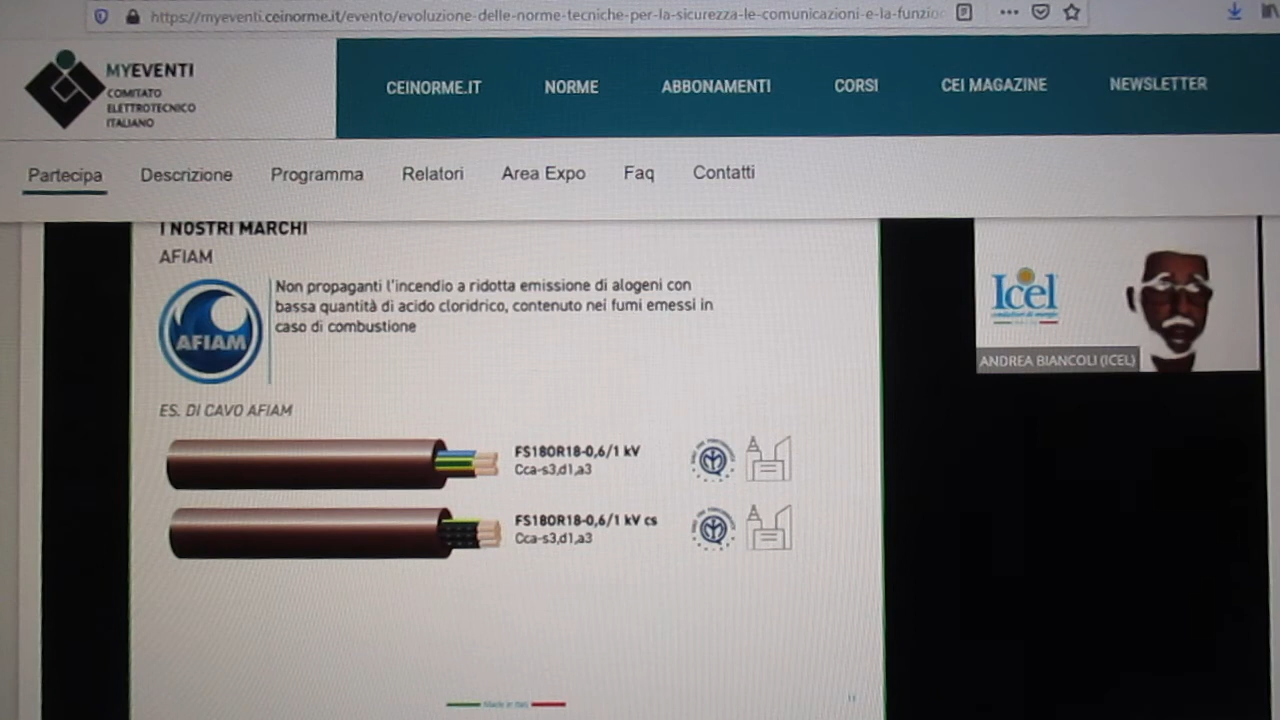 https://myeventi.ceinorme.it/evento/evoluzione-delle-norme-tecniche-per-la-sicurezza-le-comunicazioni-e-la-funzio
MYEVENTI
COMITATO
ELETTROTECNICO
ITALIANO
CEINORME.IT
NORME
ABBONAMENTI
CORSI
CEI MAGAZINE
NEWSLETTER
Partecipa
Descrizione
Programma
Relatori
Area Expo
Faq
Contatti
I NOSTRI MARCHI
AFIAM
AFIAM
Non propaganti l'incendio a ridotta emissione di alogeni con
bassa quantità di acido cloridrico, contenuto nei fumi emessi in
caso di combustione
ES. DI CAVO AFIAM
FS18OR18-0,6/1 kV
Cca-s3,d1,a3
FS18OR18-0,6/1 kV cs
Cca-s3,d1,a3
Made in Italy
Icel
ANDREA BIANCOLI (ICEL)